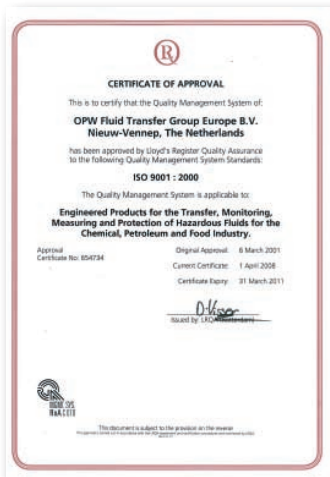 R
CERTIFICATE OF APPROVAL
This is to certify that the Quality Management System of:
OPW Fluid Transfer Group Europe B.V.
Nieuw-Vennep, The Netherlands
has been approved by Lloyd's Register Quality Assurance
to the following Quality Management System Standards:
ISO 9001 : 2000
The Quality Management System is applicable to:
Engineered Products for the Transfer, Monitoring,
Measuring and Protection of Hazardous Fluids for the
Chemical, Petroleum and Food Industry.
Approval
Certificate No: 654734
Original Approval: 6 March 2001
Current Certificate: 1 April 2008
Certificate Expiry: 31 March 2011
D. Visser
Issued by: LRQA
RvA C 010
This document is subject to the provision on the reverse